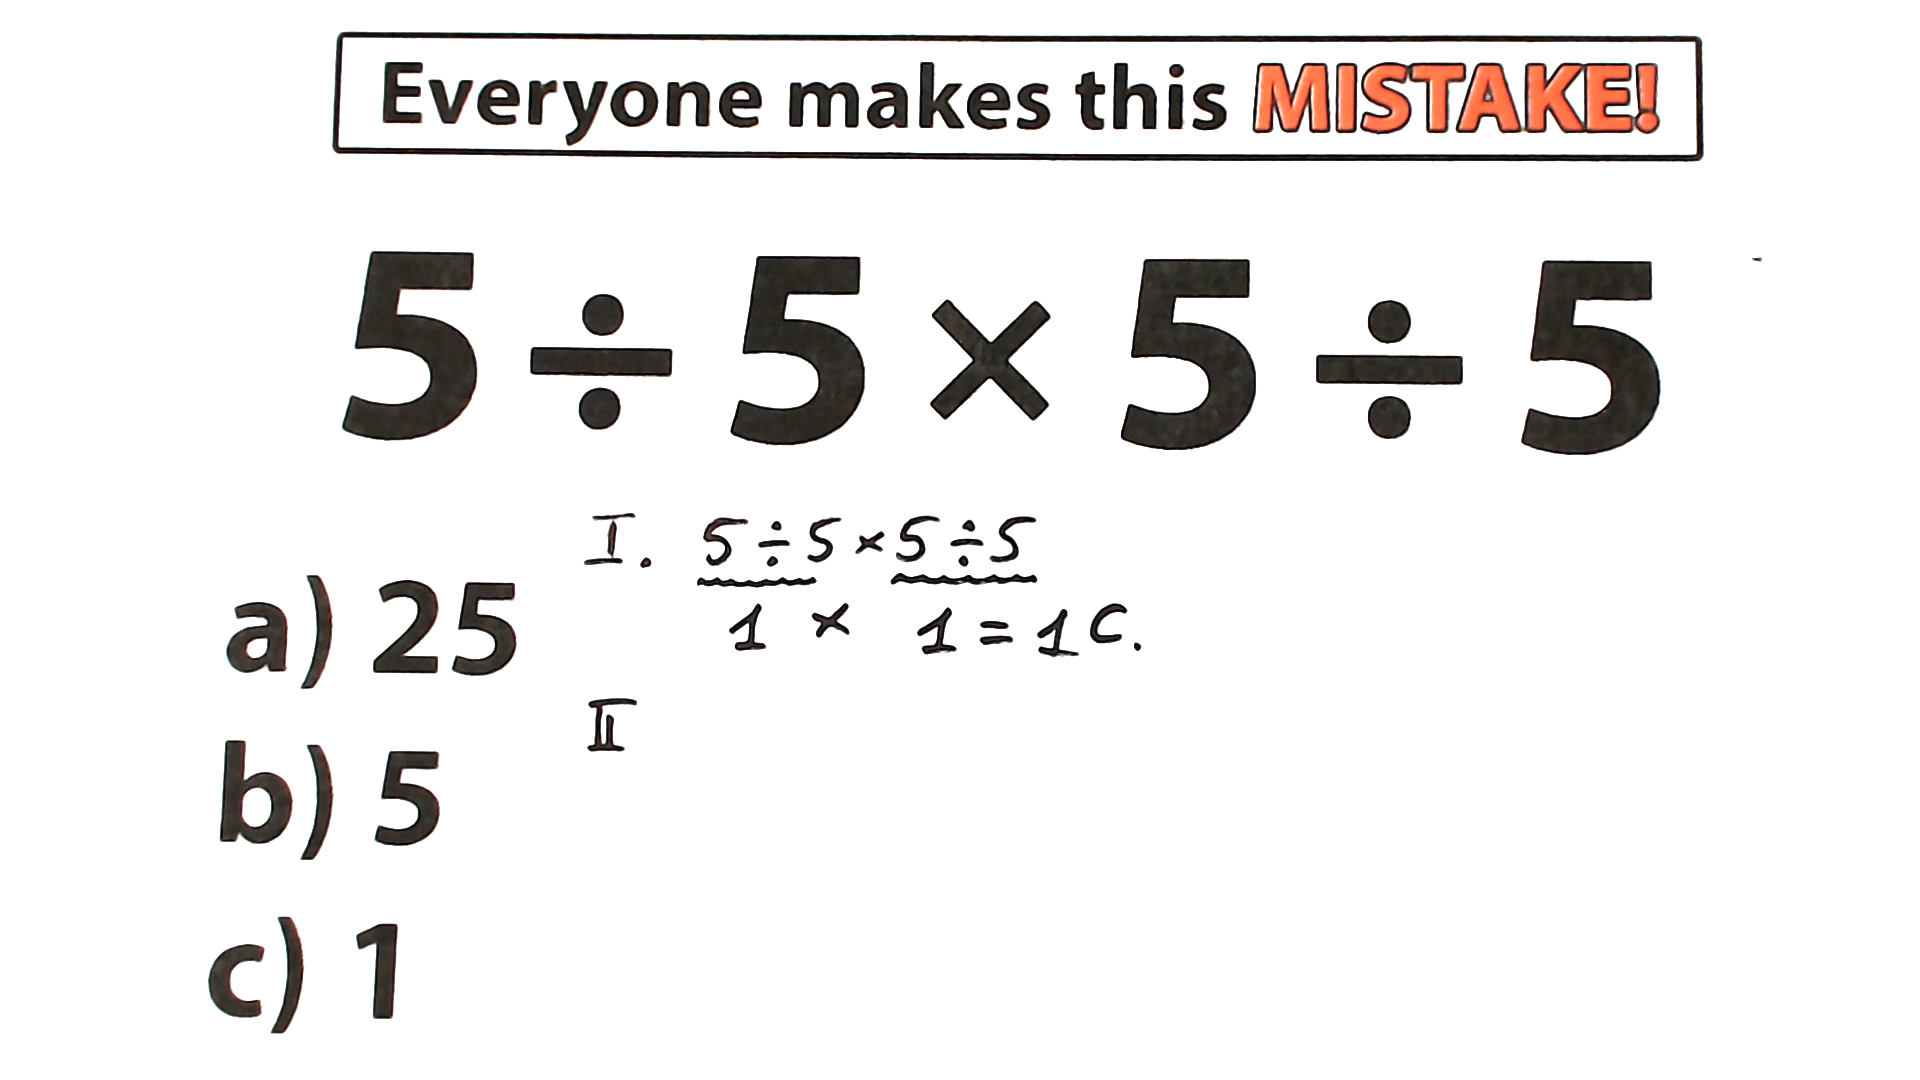 Everyone makes this MISTAKE!
5÷5×5÷5
I. 5÷5×5÷5
1 × 1=1 C.
a) 25
II
b) 5
c) 1